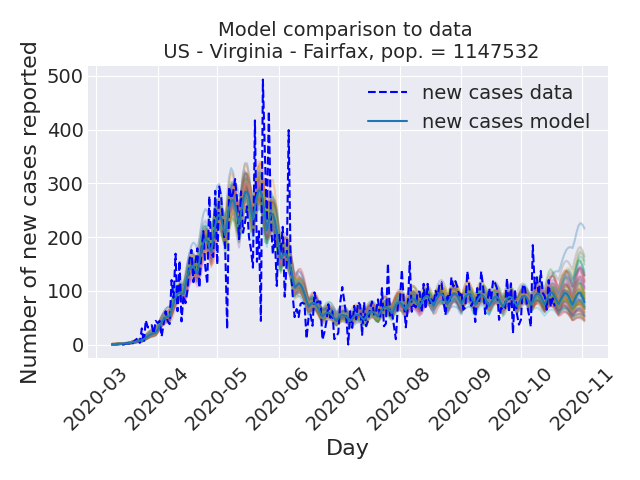 Model comparison to data
US - Virginia - Fairfax, pop. = 1147532
Number of new cases reported
500
400
300
200
100
0
new cases data
new cases model
2020-03
2020-04
2020-05
2020-06
2020-07
2020-08
2020-09
2020-10
2020-11
Day